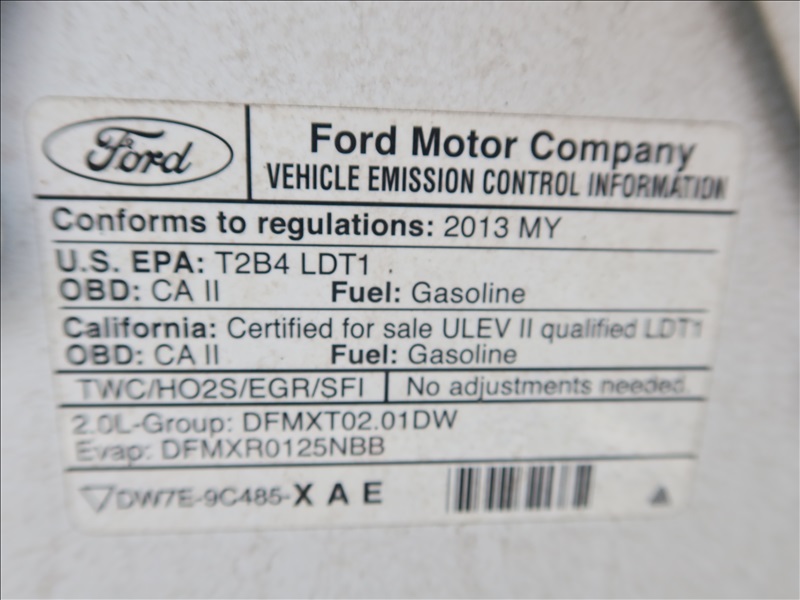 Ford
Ford Motor Company
VEHICLE EMISSION CONTROL INFORMATION
Conforms to regulations: 2013 MY
U.S. EPA: T2B4 LDT1 .
OBD: CA II Fuel: Gasoline
California: Certified for sale ULEV II qualified LDT1
OBD: CA II Fuel: Gasoline
TWC/HO2S/EGR/SFI No adjustments needed.
2.0L-Group: DFMXT02.01DW
Evap: DFMXR0125NBB
DW7E-9C485-X A E